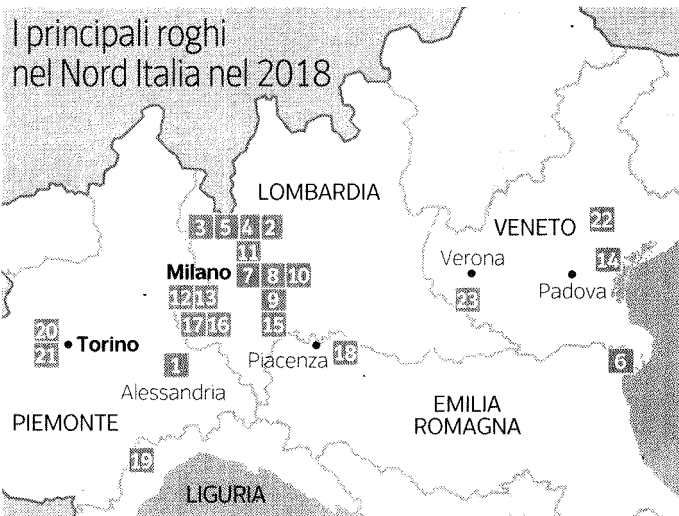 I principali roghi
nel Nord Italia nel 2018
LOMBARDIA
3 5 4 2
22
VENETO
11
Verona
14
Milano 7 8 10
Padova
12 13
9
23
17 16
15
20
21
Torino
1
Piacenza
18
6
Alessandria
EMILIA
ROMAGNA
PIEMONTE
19
LIGURIA